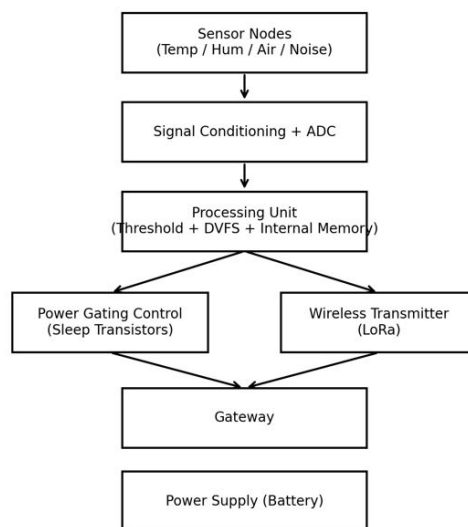 Sensor Nodes
(Temp / Hum / Air / Noise)
Signal Conditioning + ADC
Processing Unit
(Threshold + DVFS + Internal Memory)
Power Gating Control
(Sleep Transistors)
Wireless Transmitter
(LoRa)
Gateway
Power Supply (Battery)